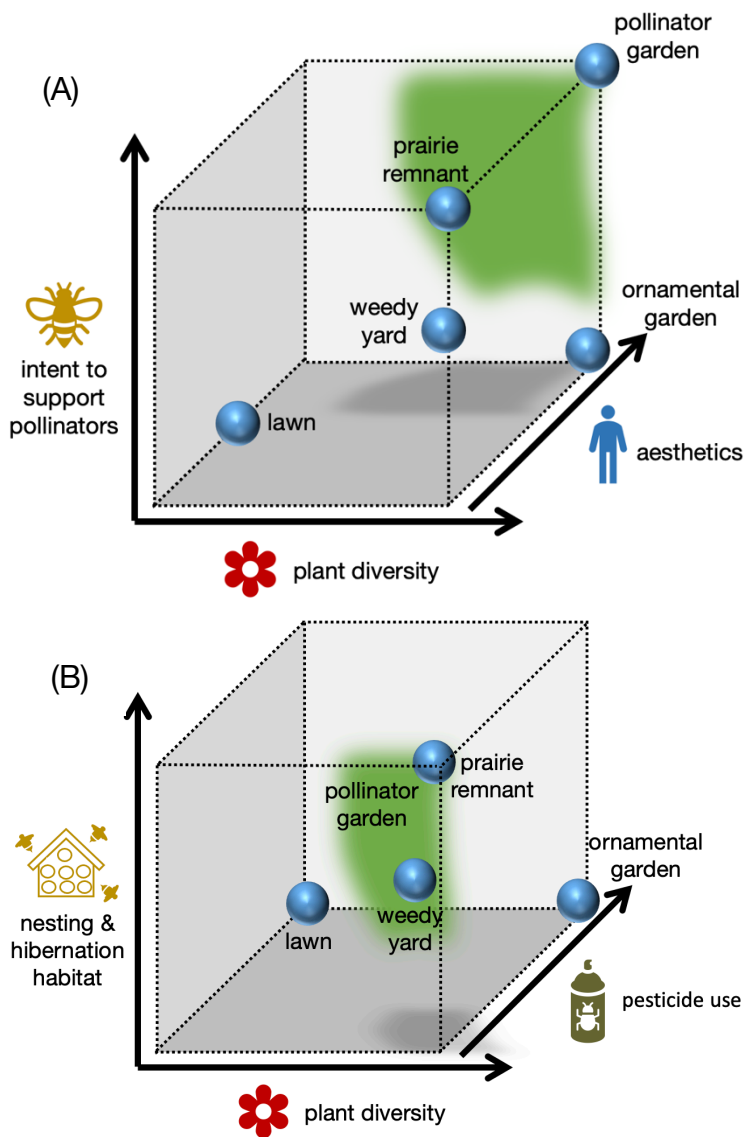 (A)
pollinator
garden
prairie
remnant
weedy
yard
ornamental
garden
intent to
support
pollinators
lawn
aesthetics
plant diversity
(B)
prairie
remnant
pollinator
garden
ornamental
garden
nesting &
hibernation
habitat
lawn
weedy
yard
pesticide use
plant diversity